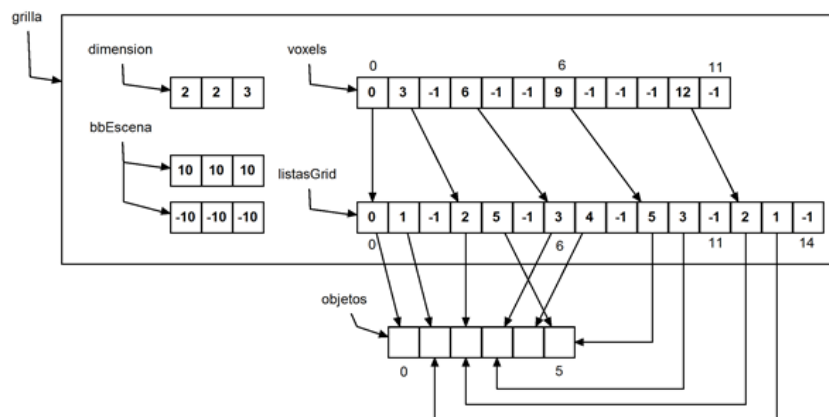 grilla
dimension
voxels
0 6 11
2 2 3
0 3 -1 6 -1 -1 9 -1 -1 -1 12 -1
bbEscena
10 10 10
listasGrid
-10 -10 -10
0 1 -1 2 5 -1 3 4 -1 5 3 -1 2 1 -1
0 6 11 14
objetos
0 5